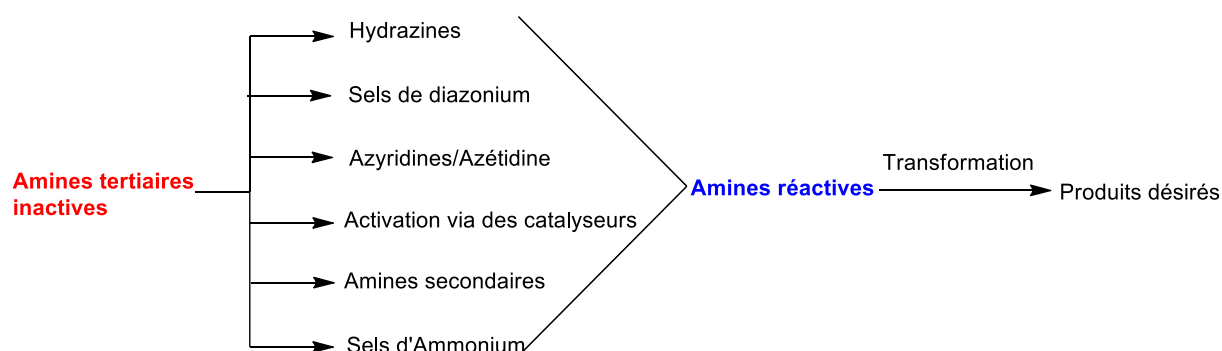 Hydrazines
Sels de diazonium
Azyridines/Azétidine
Amines tertiaires
inactives
Activation via des catalyseurs
Amines secondaires
Sels d'Ammonium
Amines réactives
Transformation
Produits désirés